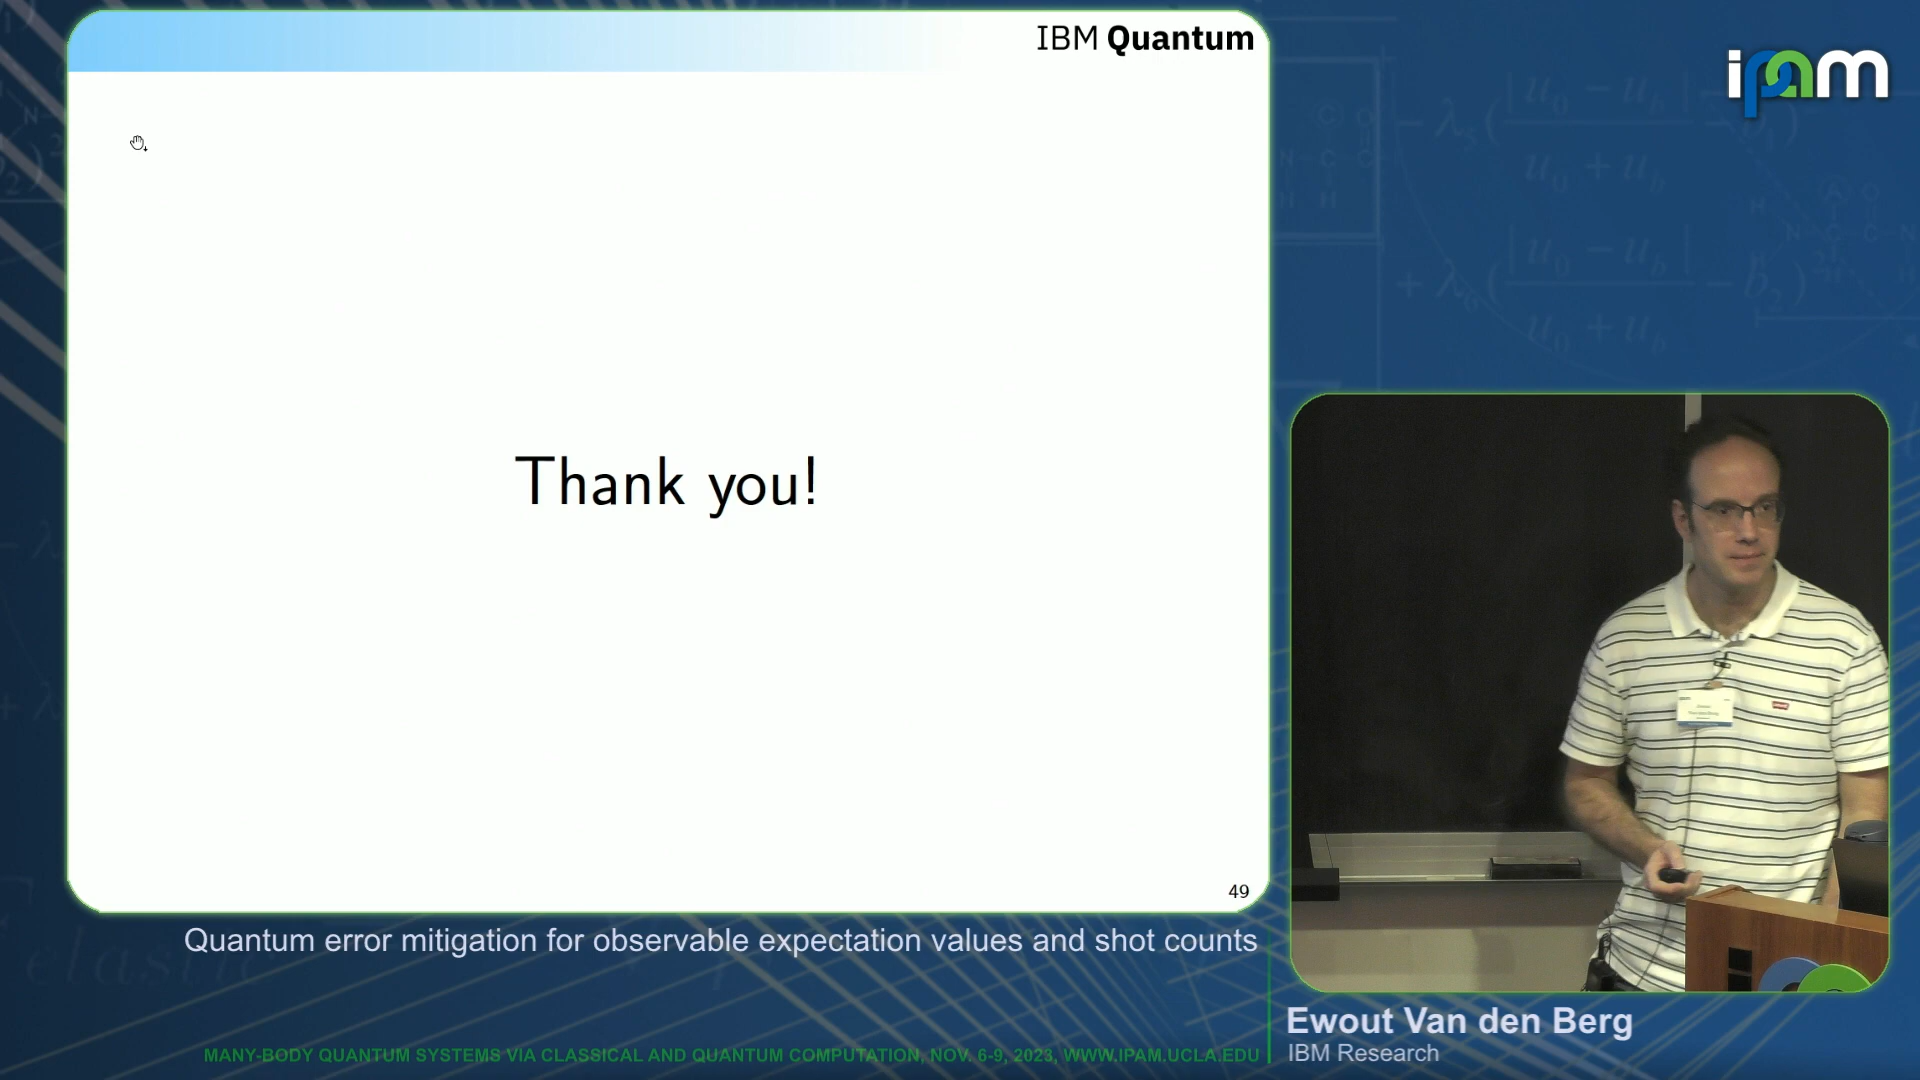 IBM Quantum
ipam
Thank you!
49
Quantum error mitigation for observable expectation values and shot counts
Ewout Van den Berg
IBM Research
MANY-BODY QUANTUM SYSTEMS VIA CLASSICAL AND QUANTUM COMPUTATION, NOV. 6-9, 2023, WWW.IPAM.UCLA.EDU